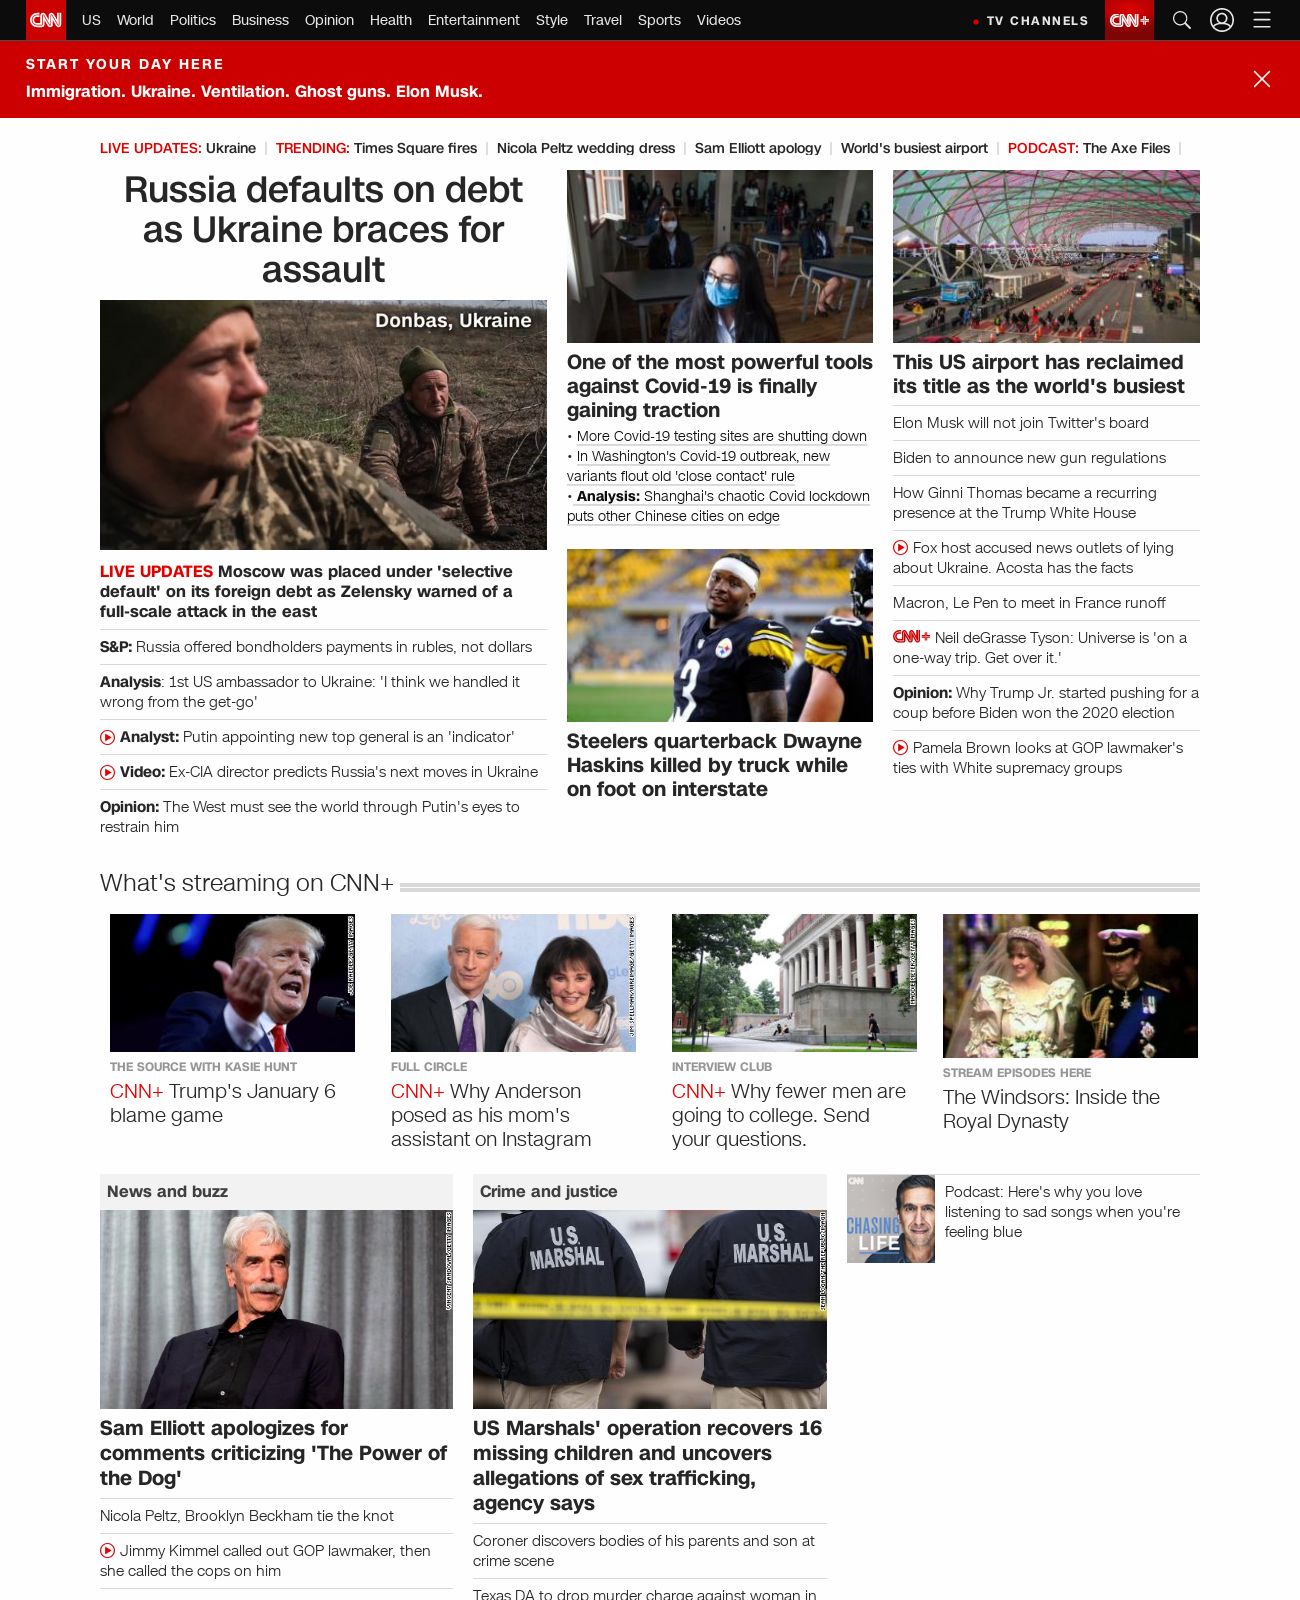 CNN US World Politics Business Opinion Health Entertainment Style Travel Sports Videos TV CHANNELS CNN+
START YOUR DAY HERE
Immigration. Ukraine. Ventilation. Ghost guns. Elon Musk.
LIVE UPDATES: Ukraine | TRENDING: Times Square fires | Nicola Peltz wedding dress | Sam Elliott apology | World's busiest airport | PODCAST: The Axe Files |
Russia defaults on debt
as Ukraine braces for
assault
Donbas, Ukraine
LIVE UPDATES Moscow was placed under 'selective
default' on its foreign debt as Zelensky warned of a
full-scale attack in the east
S&P: Russia offered bondholders payments in rubles, not dollars
Analysis: 1st US ambassador to Ukraine: 'I think we handled it
wrong from the get-go'
Analyst: Putin appointing new top general is an 'indicator'
Video: Ex-CIA director predicts Russia's next moves in Ukraine
Opinion: The West must see the world through Putin's eyes to
restrain him
One of the most powerful tools
against Covid-19 is finally
gaining traction
• More Covid-19 testing sites are shutting down
• In Washington's Covid-19 outbreak, new
variants flout old 'close contact' rule
• Analysis: Shanghai's chaotic Covid lockdown
puts other Chinese cities on edge
3
Steelers quarterback Dwayne
Haskins killed by truck while
on foot on interstate
This US airport has reclaimed
its title as the world's busiest
Elon Musk will not join Twitter's board
Biden to announce new gun regulations
How Ginni Thomas became a recurring
presence at the Trump White House
Fox host accused news outlets of lying
about Ukraine. Acosta has the facts
Macron, Le Pen to meet in France runoff
CNN+ Neil deGrasse Tyson: Universe is 'on a
one-way trip. Get over it.'
Opinion: Why Trump Jr. started pushing for a
coup before Biden won the 2020 election
Pamela Brown looks at GOP lawmaker's
ties with White supremacy groups
What's streaming on CNN+
THE SOURCE WITH KASIE HUNT
CNN+ Trump's January 6
blame game
HBO
FULL CIRCLE
CNN+ Why Anderson
posed as his mom's
assistant on Instagram
INTERVIEW CLUB
CNN+ Why fewer men are
going to college. Send
your questions.
STREAM EPISODES HERE
The Windsors: Inside the
Royal Dynasty
News and buzz
Sam Elliott apologizes for
comments criticizing 'The Power of
the Dog'
Nicola Peltz, Brooklyn Beckham tie the knot
Jimmy Kimmel called out GOP lawmaker, then
she called the cops on him
Crime and justice
U.S.
MARSHAL
U.S.
MARSHAL
US Marshals' operation recovers 16
missing children and uncovers
allegations of sex trafficking,
agency says
Coroner discovers bodies of his parents and son at
crime scene
Texas DA to drop murder charge against woman in
CNN
CHASING
LIFE
Podcast: Here's why you love
listening to sad songs when you're
feeling blue